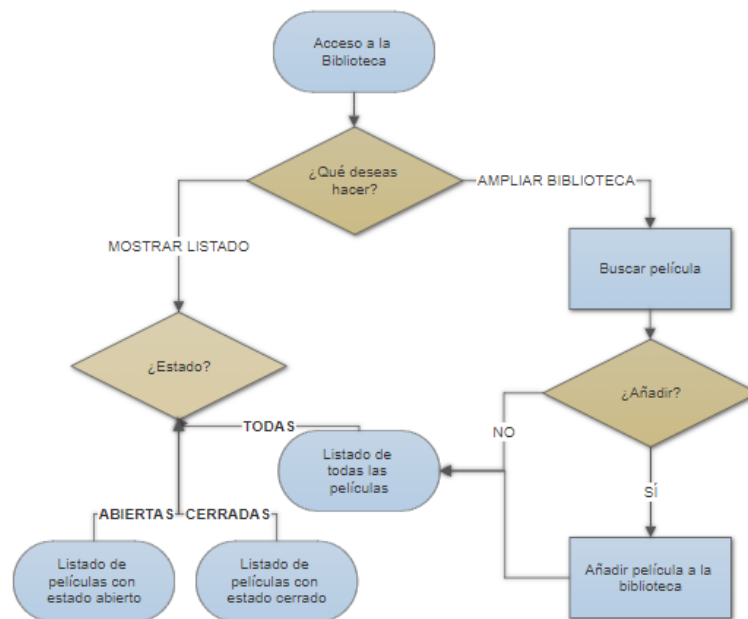 Acceso a la
Biblioteca
¿Qué deseas
hacer?
AMPLIAR BIBLIOTECA
MOSTRAR LISTADO
Buscar película
¿Estado?
¿Añadir?
TODAS
NO
Listado de
todas las
películas
SÍ
ABIERTAS
CERRADAS
Listado de
películas con
estado abierto
Listado de
películas con
estado cerrado
Añadir película a la
biblioteca